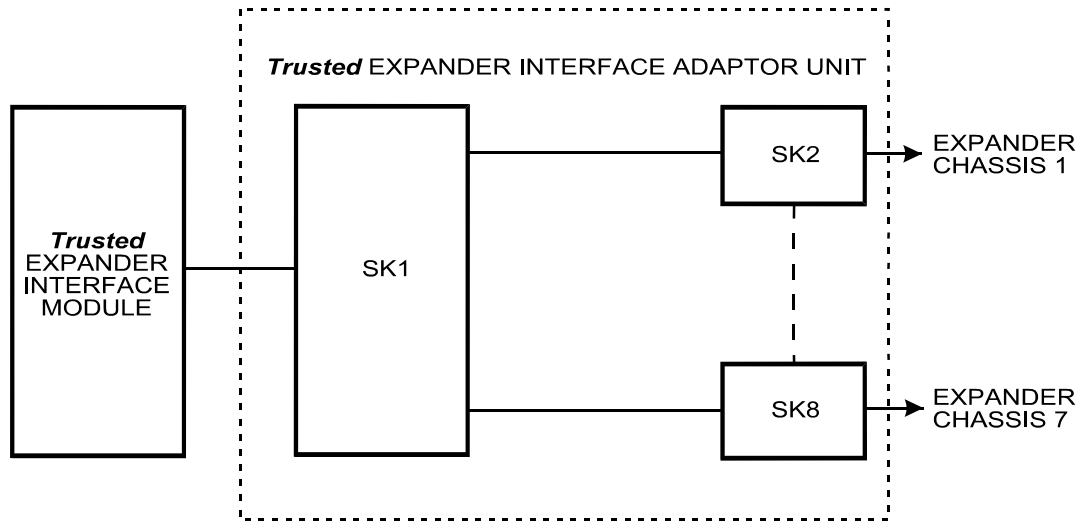 Trusted EXPANDER INTERFACE ADAPTOR UNIT
Trusted
EXPANDER
INTERFACE
MODULE
SK1
SK2
EXPANDER
CHASSIS 1
SK8
EXPANDER
CHASSIS 7